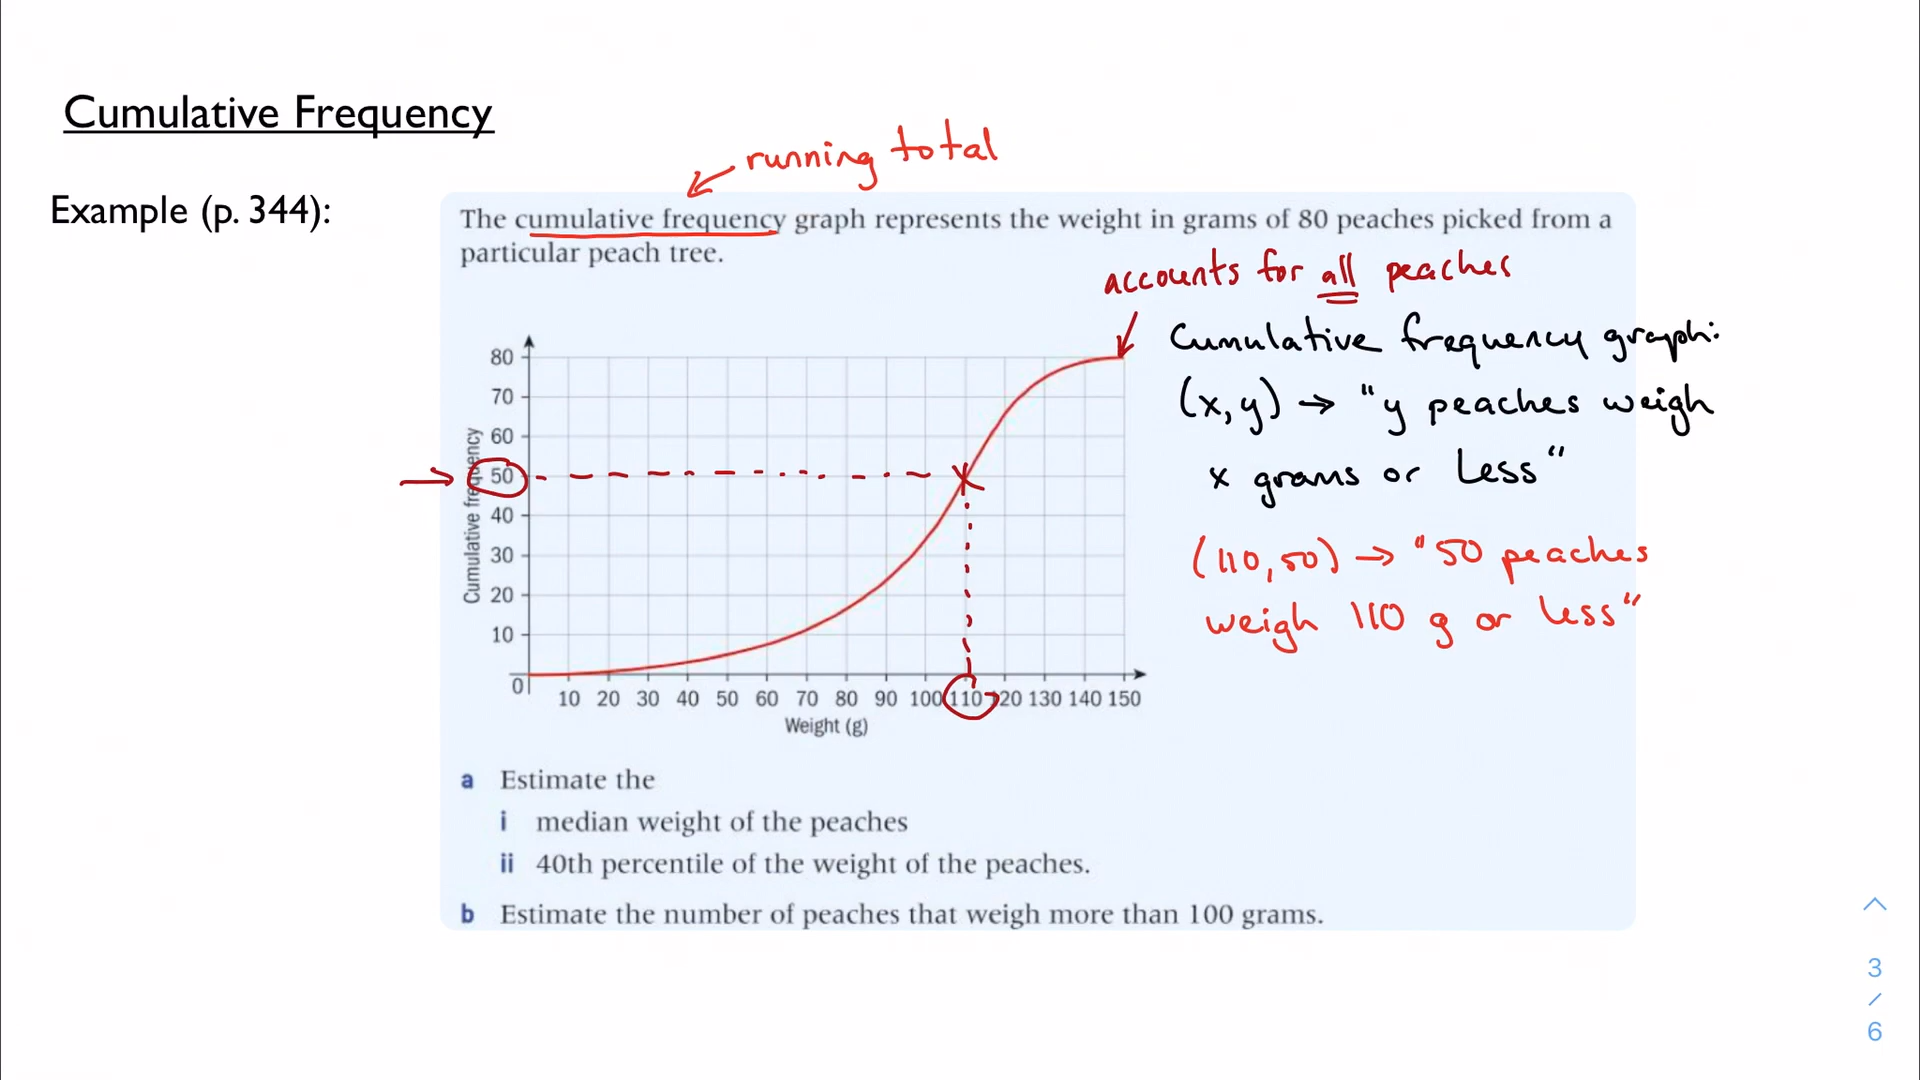 Cumulative Frequency
running total
Example (p. 344):
The cumulative frequency graph represents the weight in grams of 80 peaches picked from a
particular peach tree.
accounts for all peaches
Cumulative frequency graph:
(x,y) → "y peaches weigh
x grams or less"
(110,50) → "50 peaches
weigh 110 g or less"
80
70
60
50
40
30
20
10
0
Cumulative frequency
10 20 30 40 50 60 70 80 90 100 110 120 130 140 150
Weight (g)
a Estimate the
i median weight of the peaches
ii 40th percentile of the weight of the peaches.
b Estimate the number of peaches that weigh more than 100 grams.
3
/
6